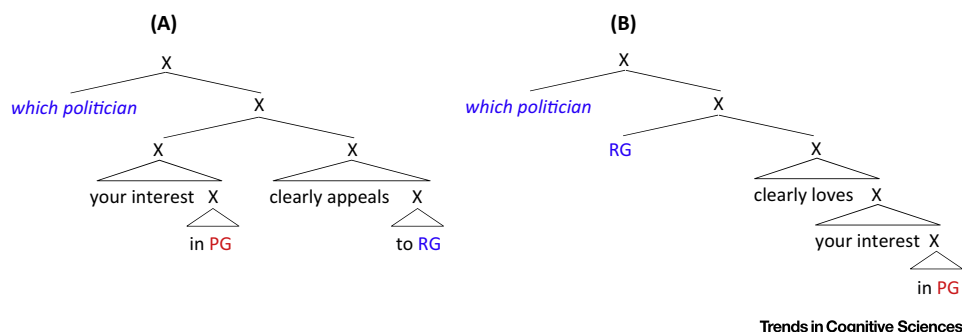 (A) (B)
X X
which politician X which politician X
X X RG X
your interest X clearly appeals X clearly loves X
in PG to RG your interest X
in PG
Trends in Cognitive Sciences